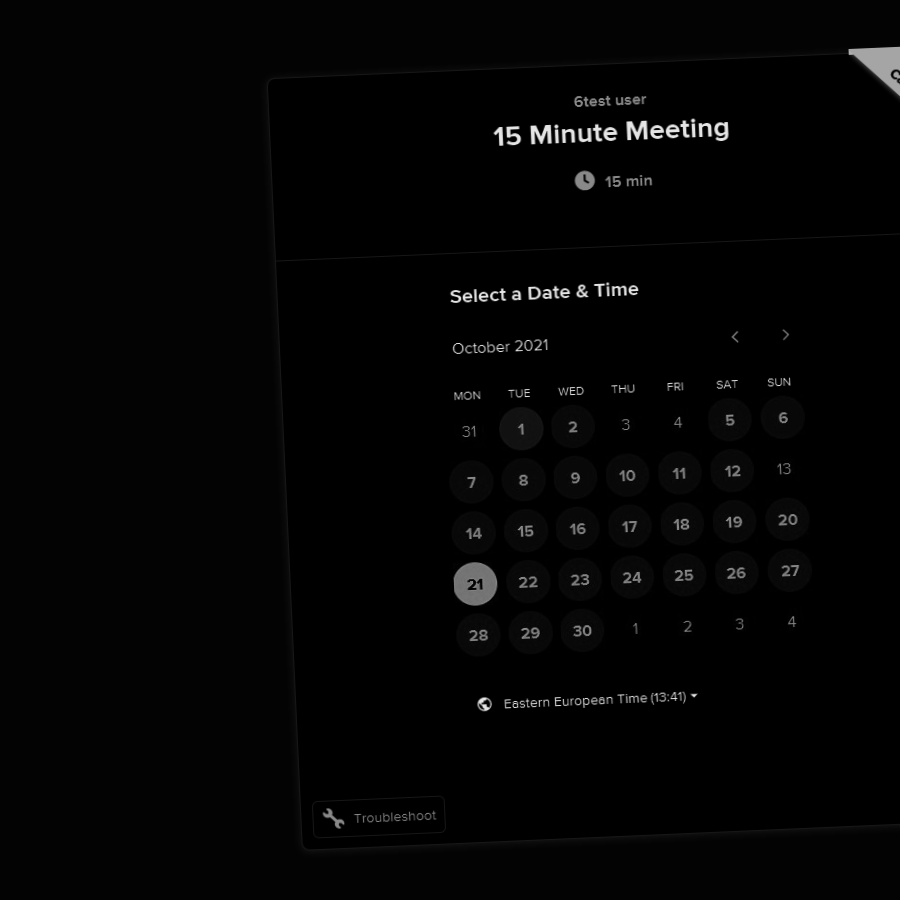 6test user
15 Minute Meeting
15 min
Select a Date & Time
October 2021
MON TUE WED THU FRI SAT SUN
31 1 2 3 4 5 6
7 8 9 10 11 12 13
14 15 16 17 18 19 20
21 22 23 24 25 26 27
28 29 30 1 2 3 4
Eastern European Time (13:41)
Troubleshoot